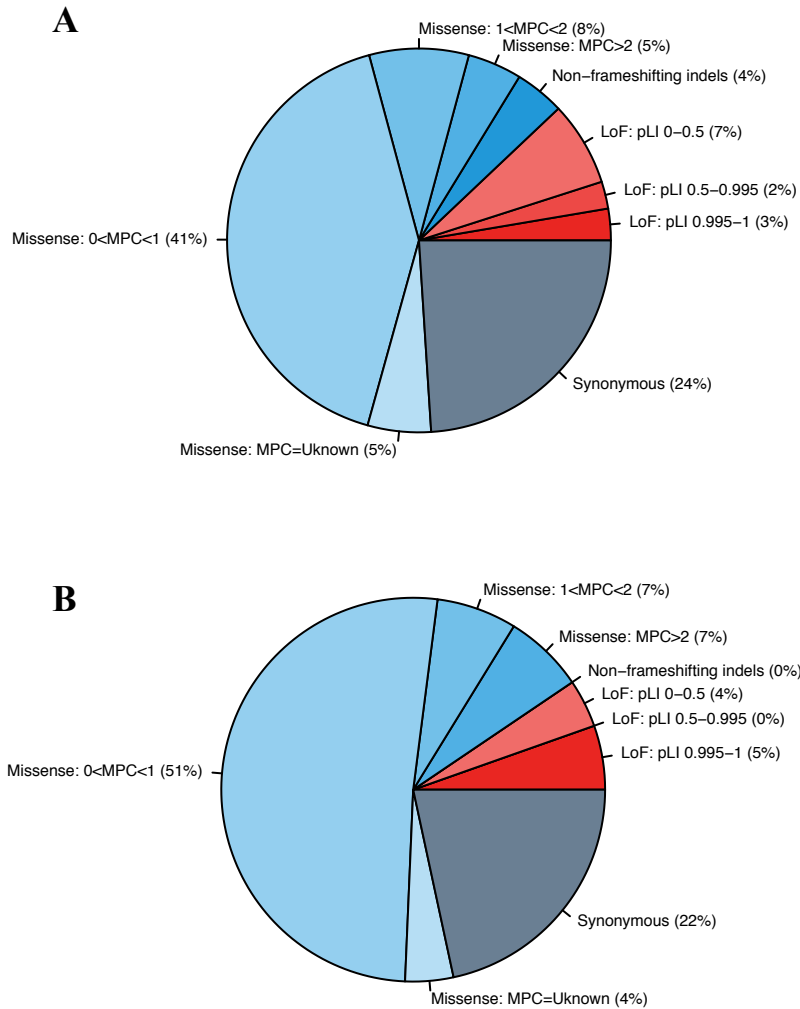 A
Missense: 1<MPC<2 (8%)
Missense: MPC>2 (5%)
Non−frameshifting indels (4%)
LoF: pLI 0−0.5 (7%)
LoF: pLI 0.5−0.995 (2%)
LoF: pLI 0.995−1 (3%)
Missense: 0<MPC<1 (41%)
Synonymous (24%)
Missense: MPC=Uknown (5%)
B
Missense: 1<MPC<2 (7%)
Missense: MPC>2 (7%)
Non−frameshifting indels (0%)
LoF: pLI 0−0.5 (4%)
LoF: pLI 0.5−0.995 (0%)
LoF: pLI 0.995−1 (5%)
Missense: 0<MPC<1 (51%)
Synonymous (22%)
Missense: MPC=Uknown (4%)